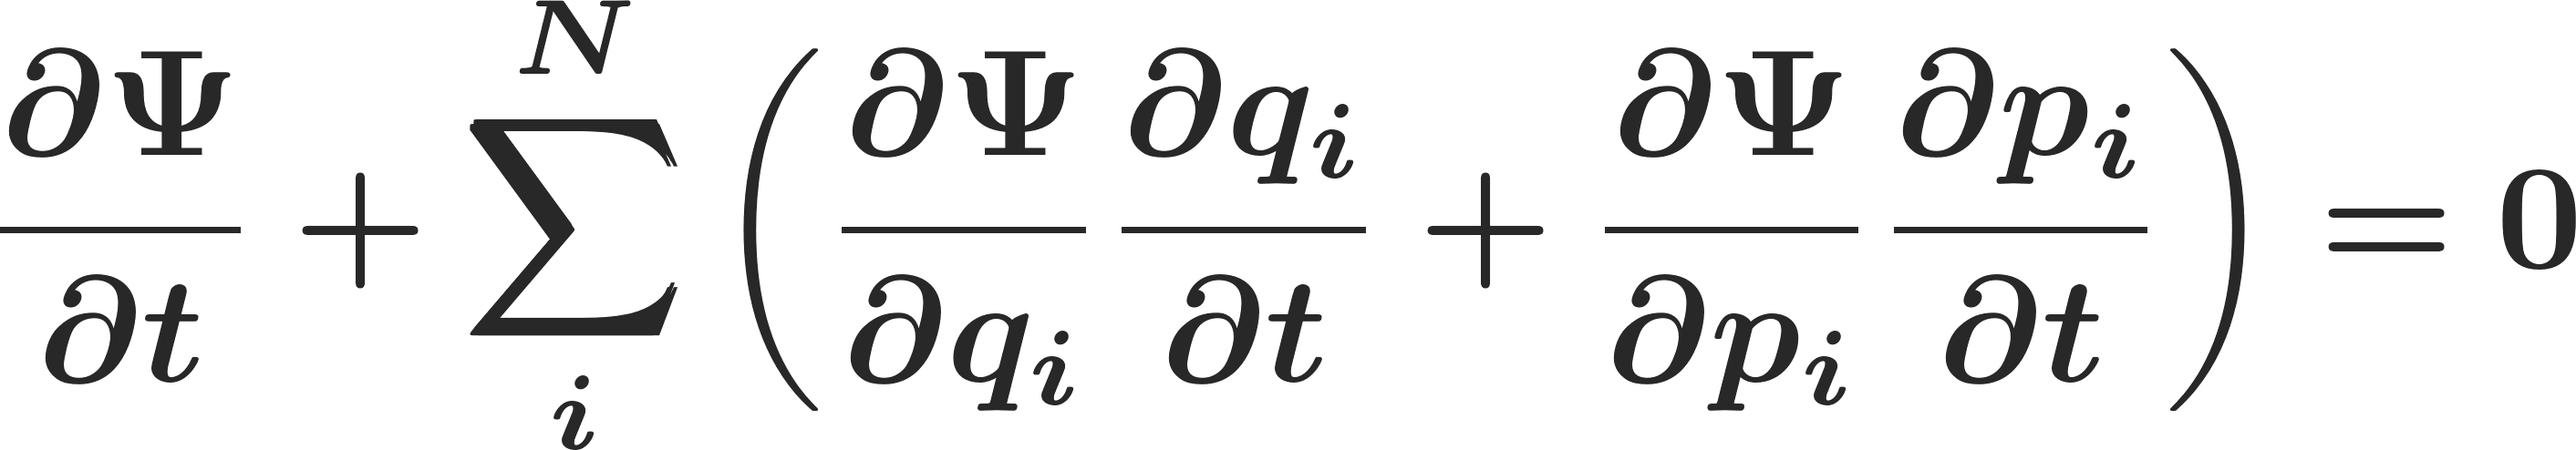 ∂Ψ/∂t + ∑_i^N (∂Ψ/∂q_i ∂q_i/∂t + ∂Ψ/∂p_i ∂p_i/∂t) = 0